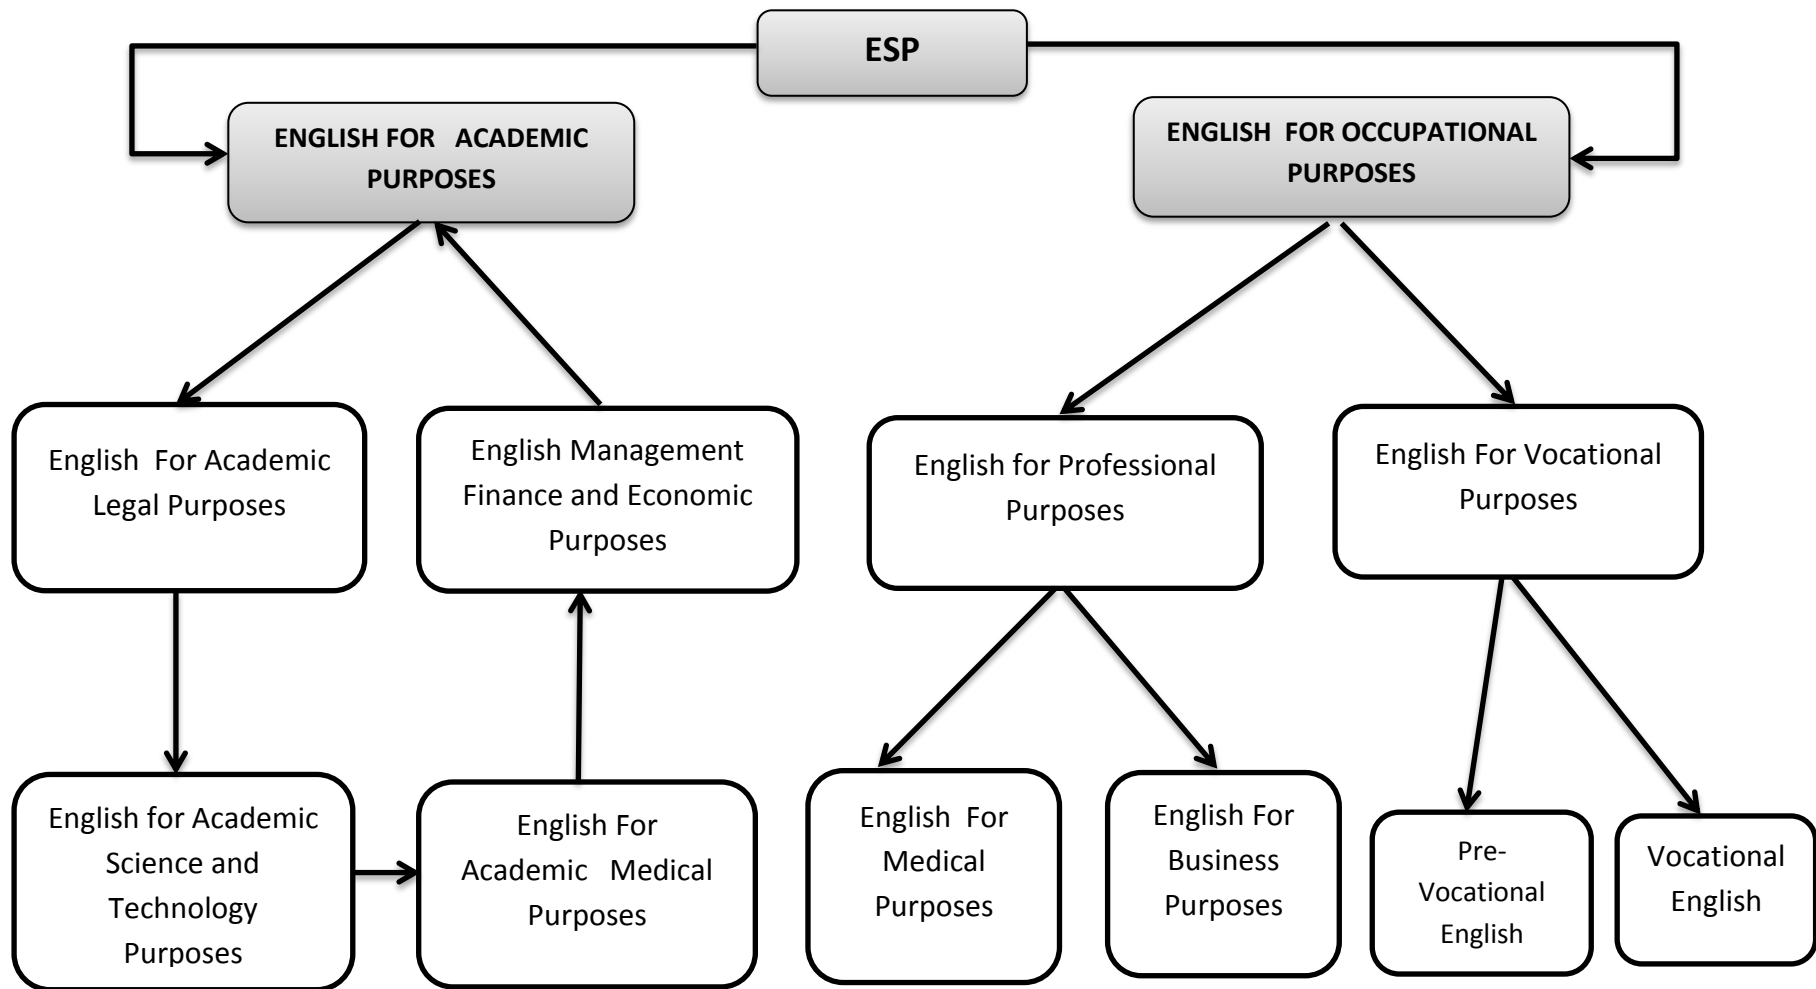 ESP
ENGLISH FOR ACADEMIC
PURPOSES
ENGLISH FOR OCCUPATIONAL
PURPOSES
English For Academic
Legal Purposes
English Management
Finance and Economic
Purposes
English for Professional
Purposes
English For Vocational
Purposes
English for Academic
Science and
Technology
Purposes
English For
Academic Medical
Purposes
English For
Medical
Purposes
English For
Business
Purposes
Pre-
Vocational
English
Vocational
English